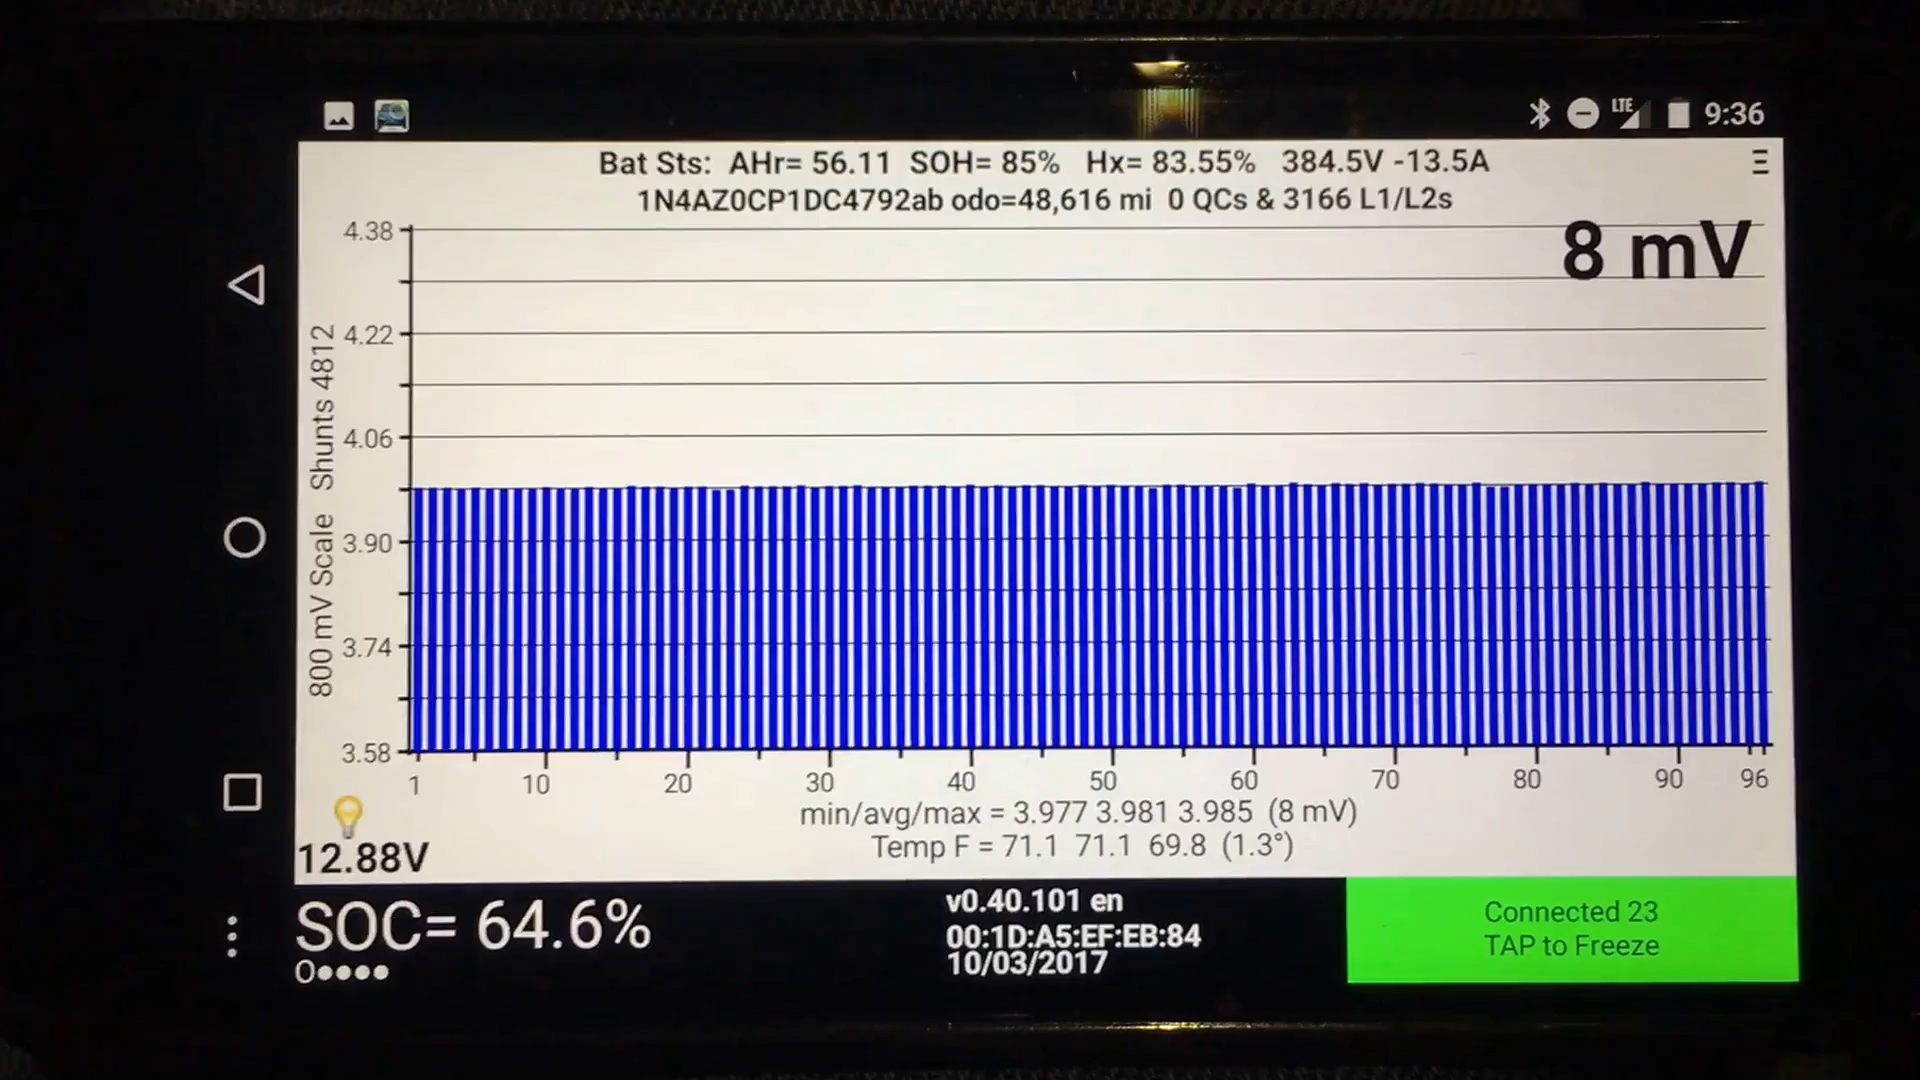 LTE 9:36
Bat Sts: AHr= 56.11 SOH= 85% Hx= 83.55% 384.5V -13.5A
1N4AZ0CP1DC4792ab odo=48,616 mi 0 QCs & 3166 L1/L2s
8 mV
800 mV Scale Shunts 4812
4.38
4.22
4.06
3.90
3.74
3.58
1 10 20 30 40 50 60 70 80 90 96
min/avg/max = 3.977 3.981 3.985 (8 mV)
Temp F = 71.1 71.1 69.8 (1.3°)
12.88V
SOC= 64.6%
v0.40.101 en
00:1D:A5:EF:EB:84
10/03/2017
Connected 23
TAP to Freeze